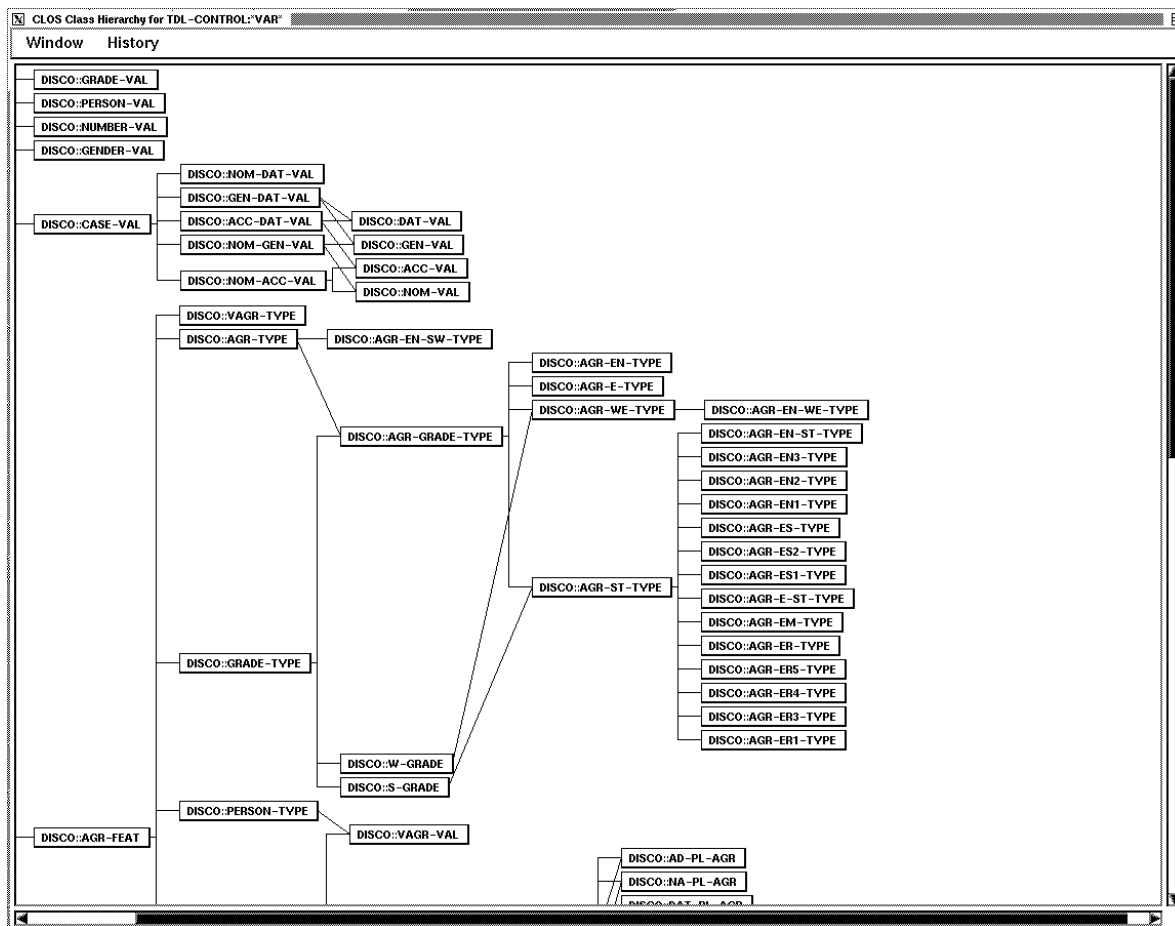 CLOS Class Hierarchy for TDL-CONTROL:*VAR*
Window History
DISCO::GRADE-VAL
DISCO::PERSON-VAL
DISCO::NUMBER-VAL
DISCO::GENDER-VAL
DISCO::NOM-DAT-VAL
DISCO::GEN-DAT-VAL
DISCO::CASE-VAL
DISCO::ACC-DAT-VAL
DISCO::DAT-VAL
DISCO::NOM-GEN-VAL
DISCO::GEN-VAL
DISCO::ACC-VAL
DISCO::NOM-ACC-VAL
DISCO::NOM-VAL
DISCO::VAGR-TYPE
DISCO::AGR-TYPE
DISCO::AGR-EN-SW-TYPE
DISCO::AGR-EN-TYPE
DISCO::AGR-E-TYPE
DISCO::AGR-WE-TYPE
DISCO::AGR-EN-WE-TYPE
DISCO::AGR-GRADE-TYPE
DISCO::AGR-EN-ST-TYPE
DISCO::AGR-EN3-TYPE
DISCO::AGR-EN2-TYPE
DISCO::AGR-EN1-TYPE
DISCO::AGR-ES-TYPE
DISCO::AGR-ES2-TYPE
DISCO::AGR-ES1-TYPE
DISCO::AGR-ST-TYPE
DISCO::AGR-E-ST-TYPE
DISCO::AGR-EM-TYPE
DISCO::AGR-ER-TYPE
DISCO::GRADE-TYPE
DISCO::AGR-ER5-TYPE
DISCO::AGR-ER4-TYPE
DISCO::AGR-ER3-TYPE
DISCO::AGR-ER1-TYPE
DISCO::W-GRADE
DISCO::S-GRADE
DISCO::PERSON-TYPE
DISCO::AGR-FEAT
DISCO::VAGR-VAL
DISCO::AD-PL-AGR
DISCO::NA-PL-AGR
DISCO::DAT-PL-AGR